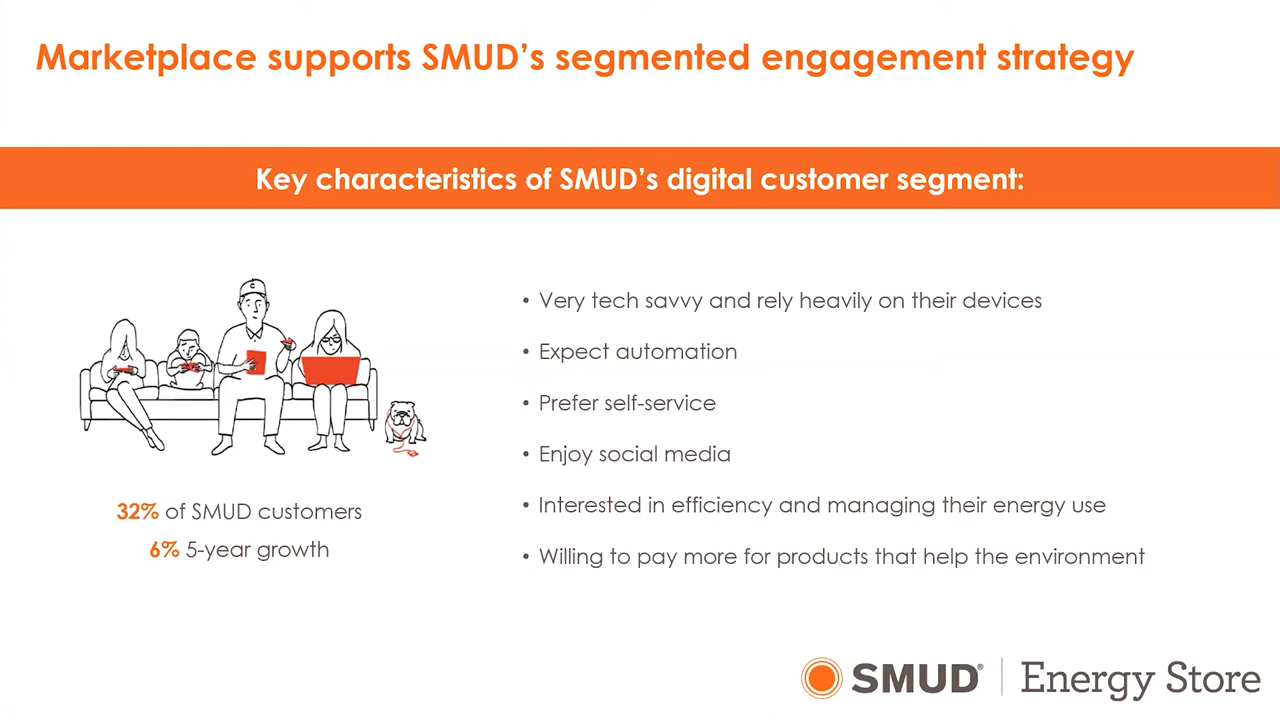 Marketplace supports SMUD's segmented engagement strategy
Key characteristics of SMUD's digital customer segment:
• Very tech savvy and rely heavily on their devices
• Expect automation
• Prefer self-service
• Enjoy social media
• Interested in efficiency and managing their energy use
• Willing to pay more for products that help the environment
32% of SMUD customers
6% 5-year growth
SMUD® | Energy Store